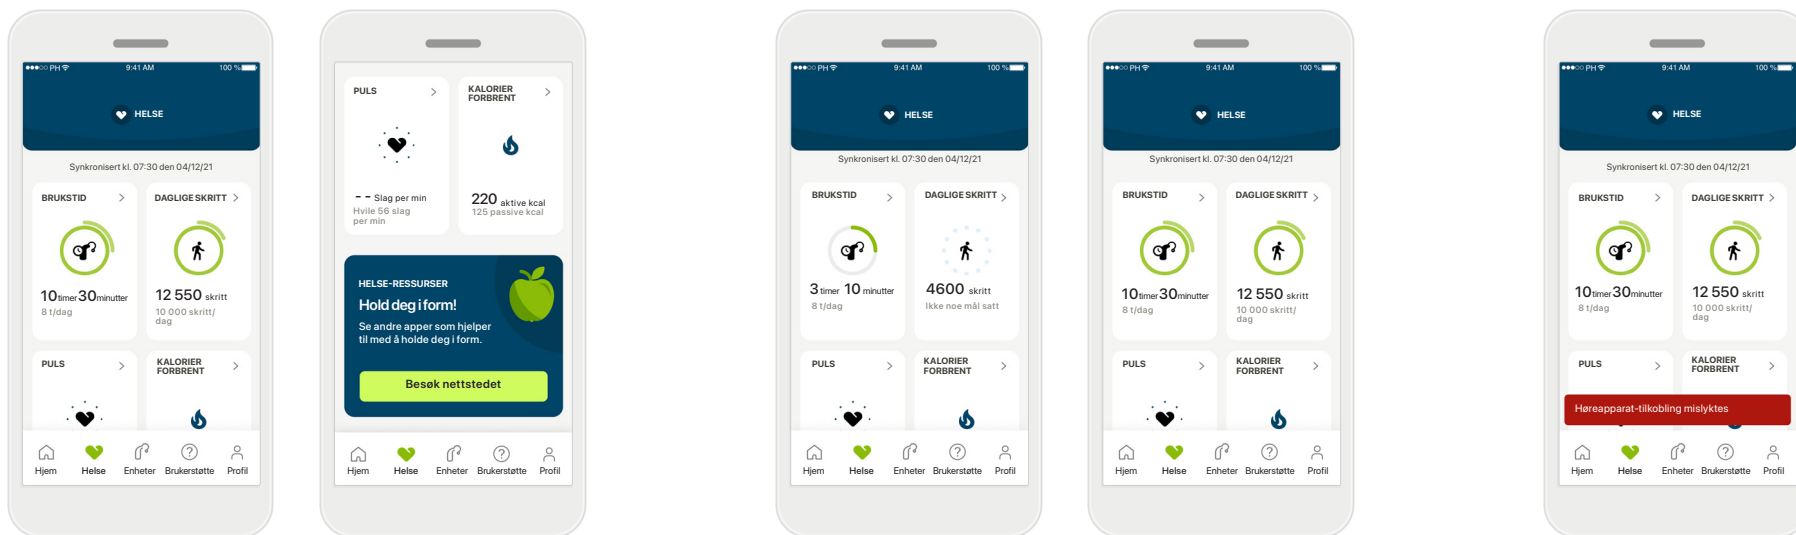 PH 9:41 AM 100 %
HELSE
Synkronisert kl. 07:30 den 04/12/21
BRUKSTID DAGLIGE SKRITT
10 timer 30 minutter 12 550 skritt
8 t/dag 10 000 skritt/
dag
PULS KALORIER
FORBRENT
Hjem Helse Enheter Brukerstøtte Profil
PULS KALORIER
FORBRENT
-- Slag per min 220 aktive kcal
Hvile 56 slag 125 passive kcal
per min
HELSE-RESSURSER
Hold deg i form!
Se andre apper som hjelper
til med å holde deg i form.
Besøk nettstedet
Hjem Helse Enheter Brukerstøtte Profil
PH 9:41 AM 100 %
HELSE
Synkronisert kl. 07:30 den 04/12/21
BRUKSTID DAGLIGE SKRITT
3 timer 10 minutter 4600 skritt
8 t/dag Ikke noe mål satt
PULS KALORIER
FORBRENT
Hjem Helse Enheter Brukerstøtte Profil
PH 9:41 AM 100 %
HELSE
Synkronisert kl. 07:30 den 04/12/21
BRUKSTID DAGLIGE SKRITT
10 timer 30 minutter 12 550 skritt
8 t/dag 10 000 skritt/
dag
PULS KALORIER
FORBRENT
Hjem Helse Enheter Brukerstøtte Profil
PH 9:41 AM 100 %
HELSE
Synkronisert kl. 07:30 den 04/12/21
BRUKSTID DAGLIGE SKRITT
10 timer 30 minutter 12 550 skritt
8 t/dag 10 000 skritt/
dag
PULS KALORIER
FORBRENT
Høreapparat-tilkobling mislyktes
Hjem Helse Enheter Brukerstøtte Profil